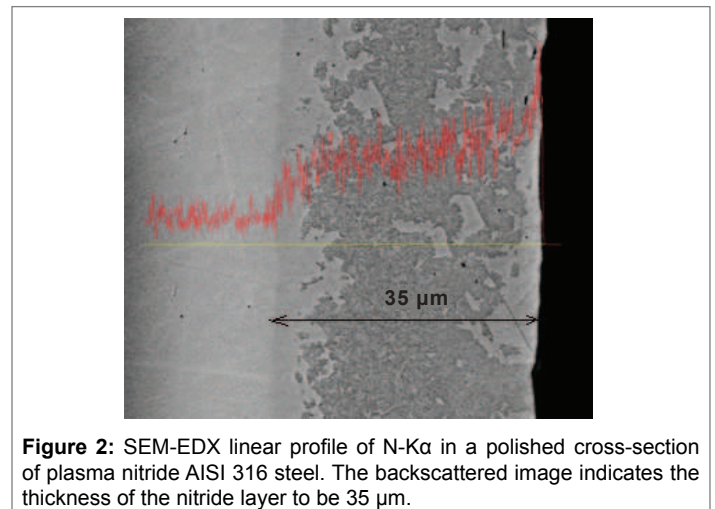 35 µm
Figure 2: SEM-EDX linear profile of N-Kα in a polished cross-section
of plasma nitride AISI 316 steel. The backscattered image indicates the
thickness of the nitride layer to be 35 µm.